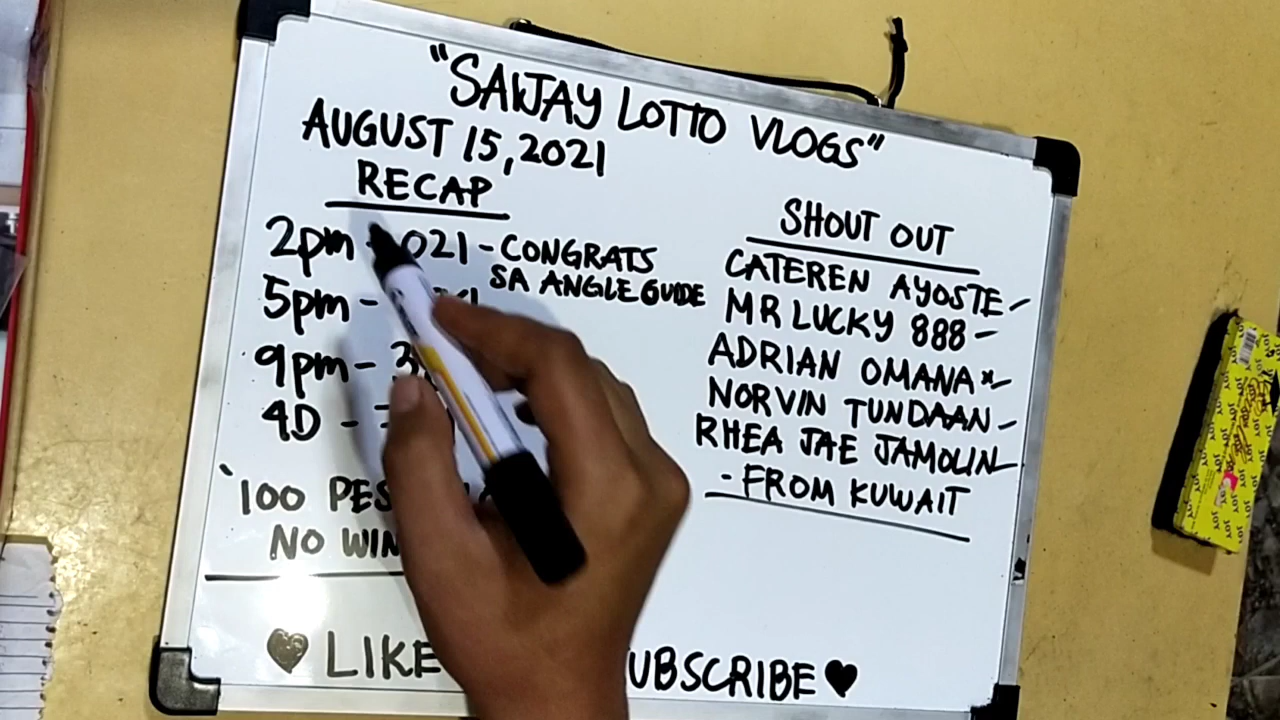 "SAWJAY LOTTO VLOGS"
AUGUST 15, 2021
RECAP
2pm - 021 - CONGRATS
SA ANGLE GUIDE
5pm -
9pm - 3
4D -
100 PES
NO WIN
SHOUT OUT
CATEREN AYOSTE -
MR LUCKY 888 -
ADRIAN OMANA
NORVIN TUNDAAN -
RHEA JAE JAMOLIN -
- FROM KUWAIT
♥ LIKE
UBSCRIBE ♥
JOY